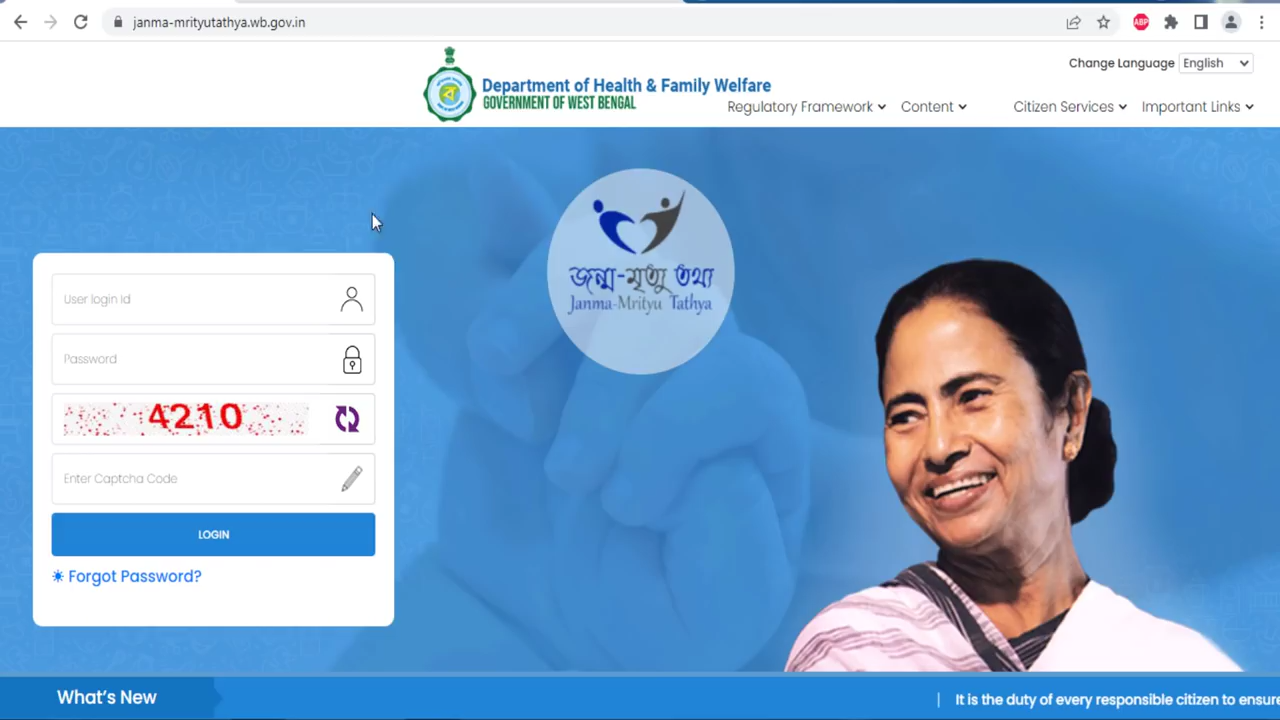 janma-mrityutathya.wb.gov.in
ABP
Change Language English
Department of Health & Family Welfare
GOVERNMENT OF WEST BENGAL
Regulatory Framework Content Citizen Services Important Links
জন্ম-মৃত্যু তথ্য
Janma-Mrityu Tathya
User login id
Password
4210
Enter Captcha Code
LOGIN
Forgot Password?
What's New
| It is the duty of every responsible citizen to ensure